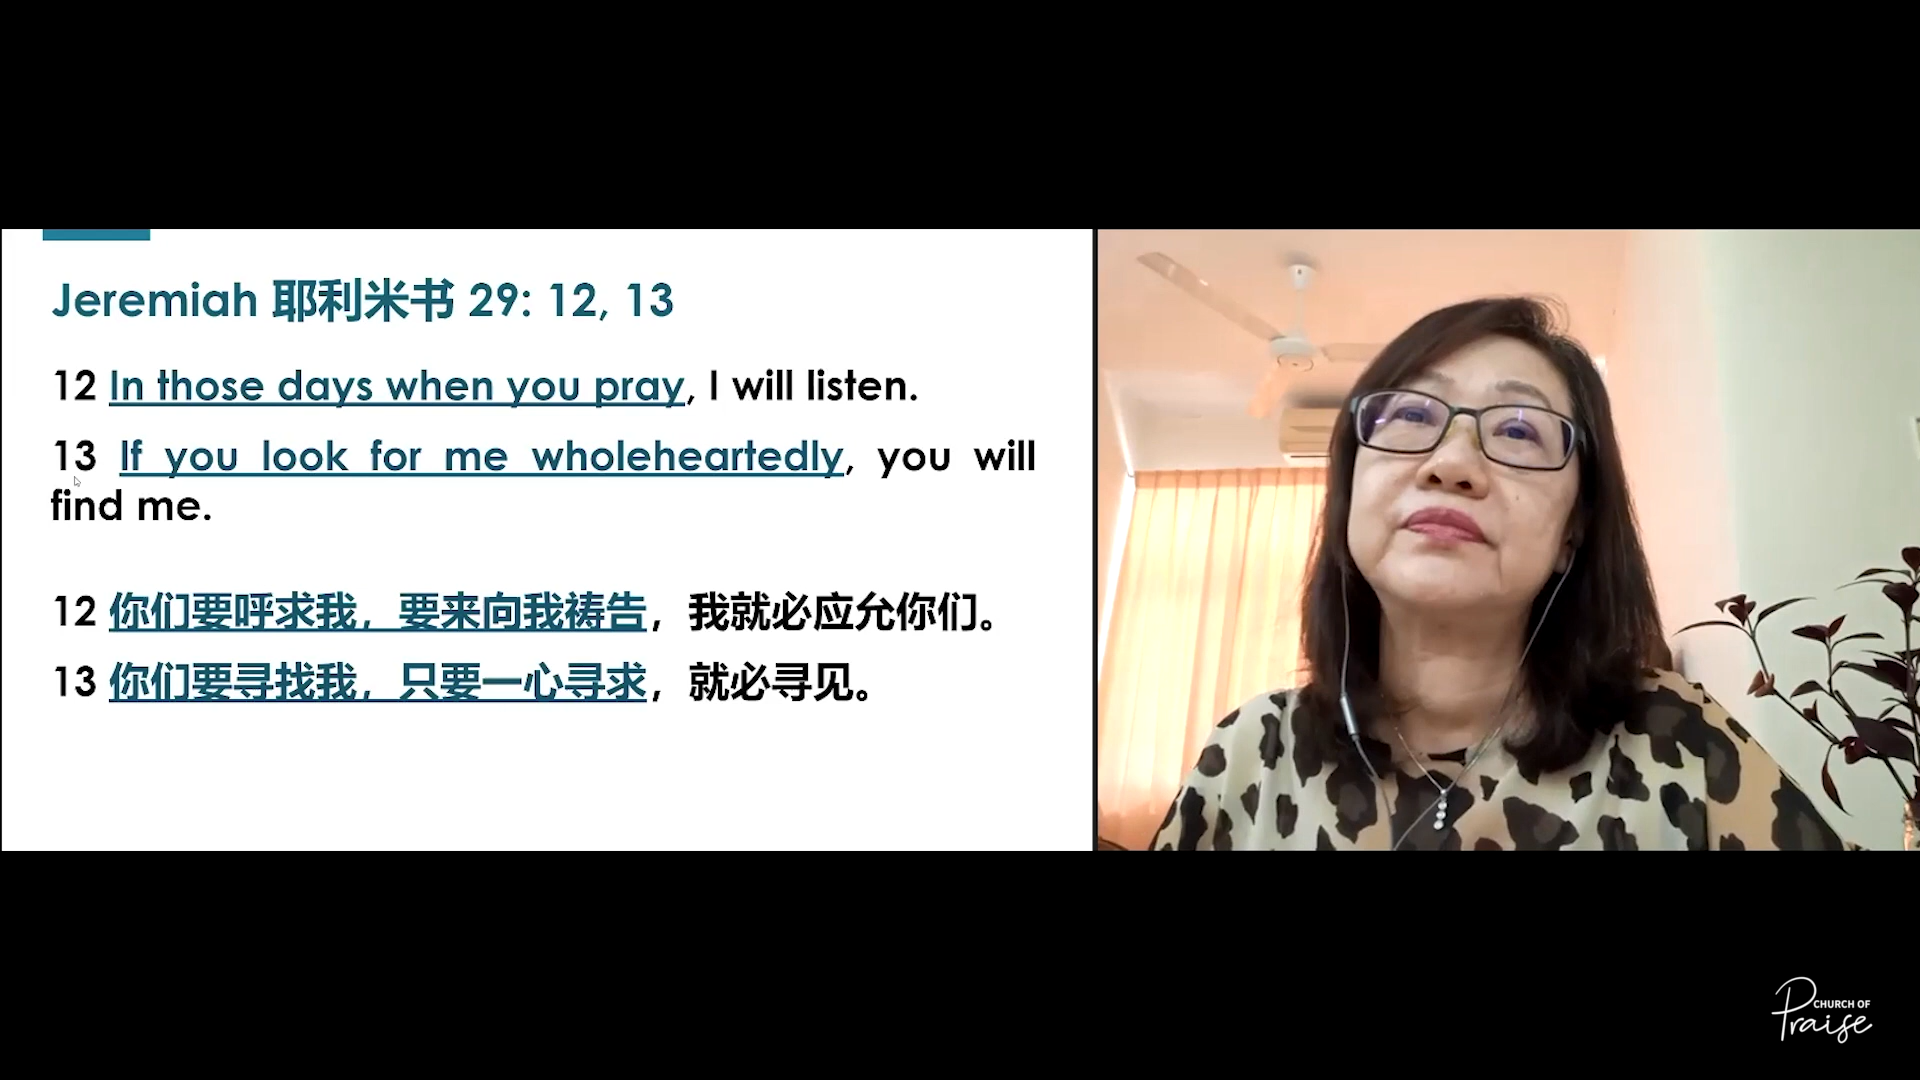 Jeremiah 耶利米书 29: 12, 13
12 In those days when you pray, I will listen.
13 If you look for me wholeheartedly, you will
find me.
12 你们要呼求我，要来向我祷告，我就必应允你们。
13 你们要寻找我，只要一心寻求，就必寻见。
CHURCH OF
Praise